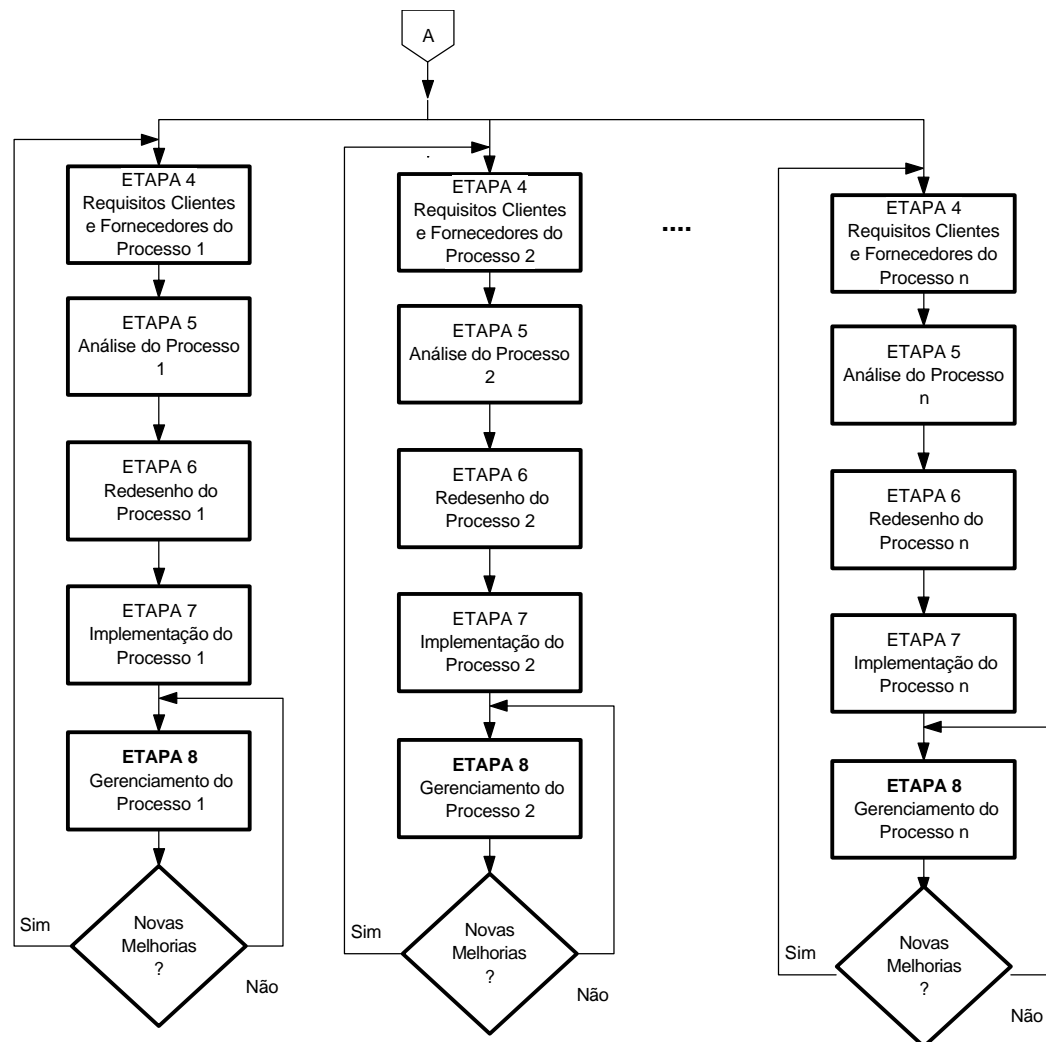 A
ETAPA 4
Requisitos Clientes
e Fornecedores do
Processo 1
ETAPA 5
Análise do Processo
1
ETAPA 6
Redesenho do
Processo 1
ETAPA 7
Implementação do
Processo 1
ETAPA 8
Gerenciamento do
Processo 1
Novas
Melhorias
?
Sim
Não
ETAPA 4
Requisitos Clientes
e Fornecedores do
Processo 2
ETAPA 5
Análise do Processo
2
ETAPA 6
Redesenho do
Processo 2
ETAPA 7
Implementação do
Processo 2
ETAPA 8
Gerenciamento do
Processo 2
Novas
Melhorias
?
Sim
Não
....
ETAPA 4
Requisitos Clientes
e Fornecedores do
Processo n
ETAPA 5
Análise do Processo
n
ETAPA 6
Redesenho do
Processo n
ETAPA 7
Implementação do
Processo n
ETAPA 8
Gerenciamento do
Processo n
Novas
Melhorias
?
Sim
Não